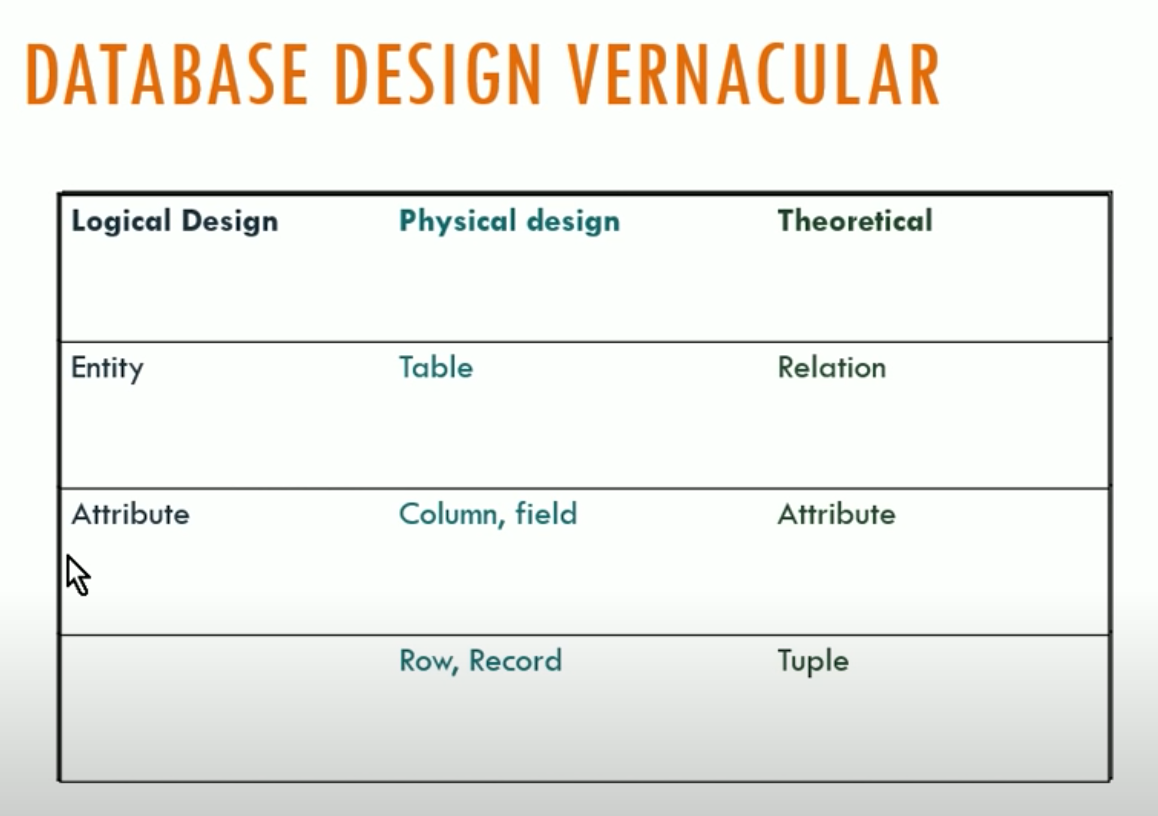 DATABASE DESIGN VERNACULAR
Logical Design Physical design Theoretical
Entity Table Relation
Attribute Column, field Attribute
Row, Record Tuple